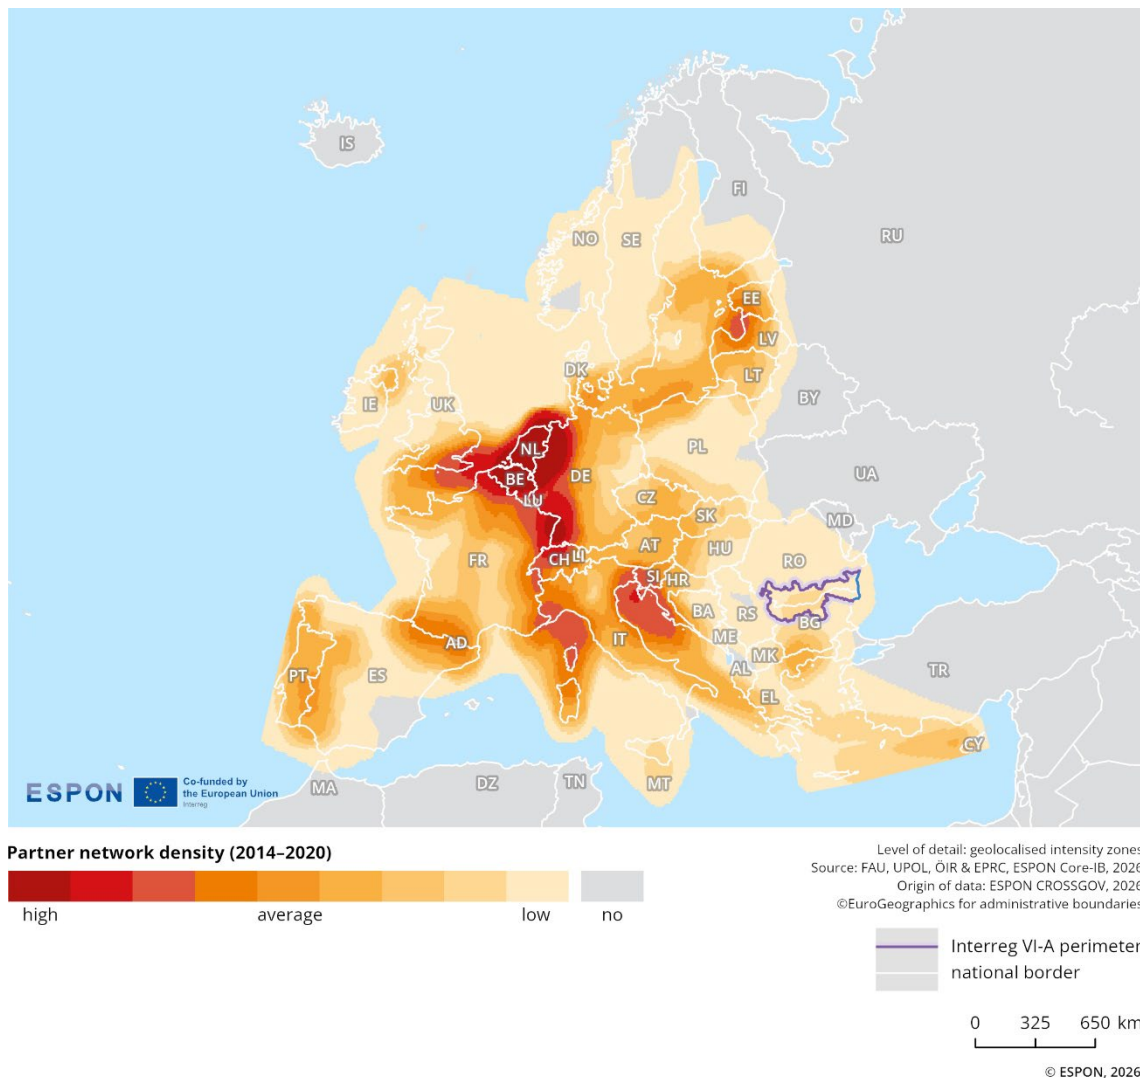 IS
FI
NO
SE
RU
EE
LV
DK
LT
IE
UK
BY
NL
PL
BE
DE
UA
LU
CZ
SK
MD
AT
HU
FR
CH
LI
RO
SI
HR
BA
RS
BG
IT
ME
AD
MK
AL
PT
ES
TR
EL
CY
MA
DZ
TN
MT
ESPON
Co-funded by
the European Union
Interreg
Partner network density (2014–2020)
high
average
low
no
Level of detail: geolocalised intensity zones
Source: FAU, UPOL, ÖIR & EPRC, ESPON Core-IB, 2026
Origin of data: ESPON CROSSGOV, 2026
©EuroGeographics for administrative boundaries
Interreg VI-A perimeter
national border
0 325 650 km
© ESPON, 2026